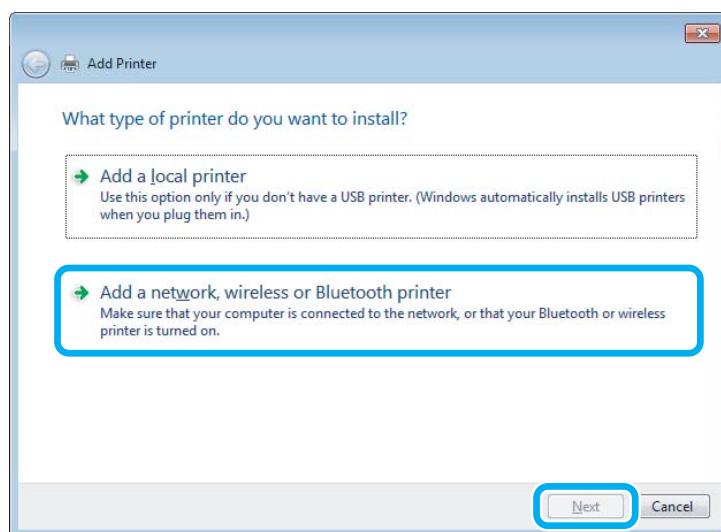 Add Printer
What type of printer do you want to install?
Add a local printer
Use this option only if you don't have a USB printer. (Windows automatically installs USB printers
when you plug them in.)
Add a network, wireless or Bluetooth printer
Make sure that your computer is connected to the network, or that your Bluetooth or wireless
printer is turned on.
Next Cancel